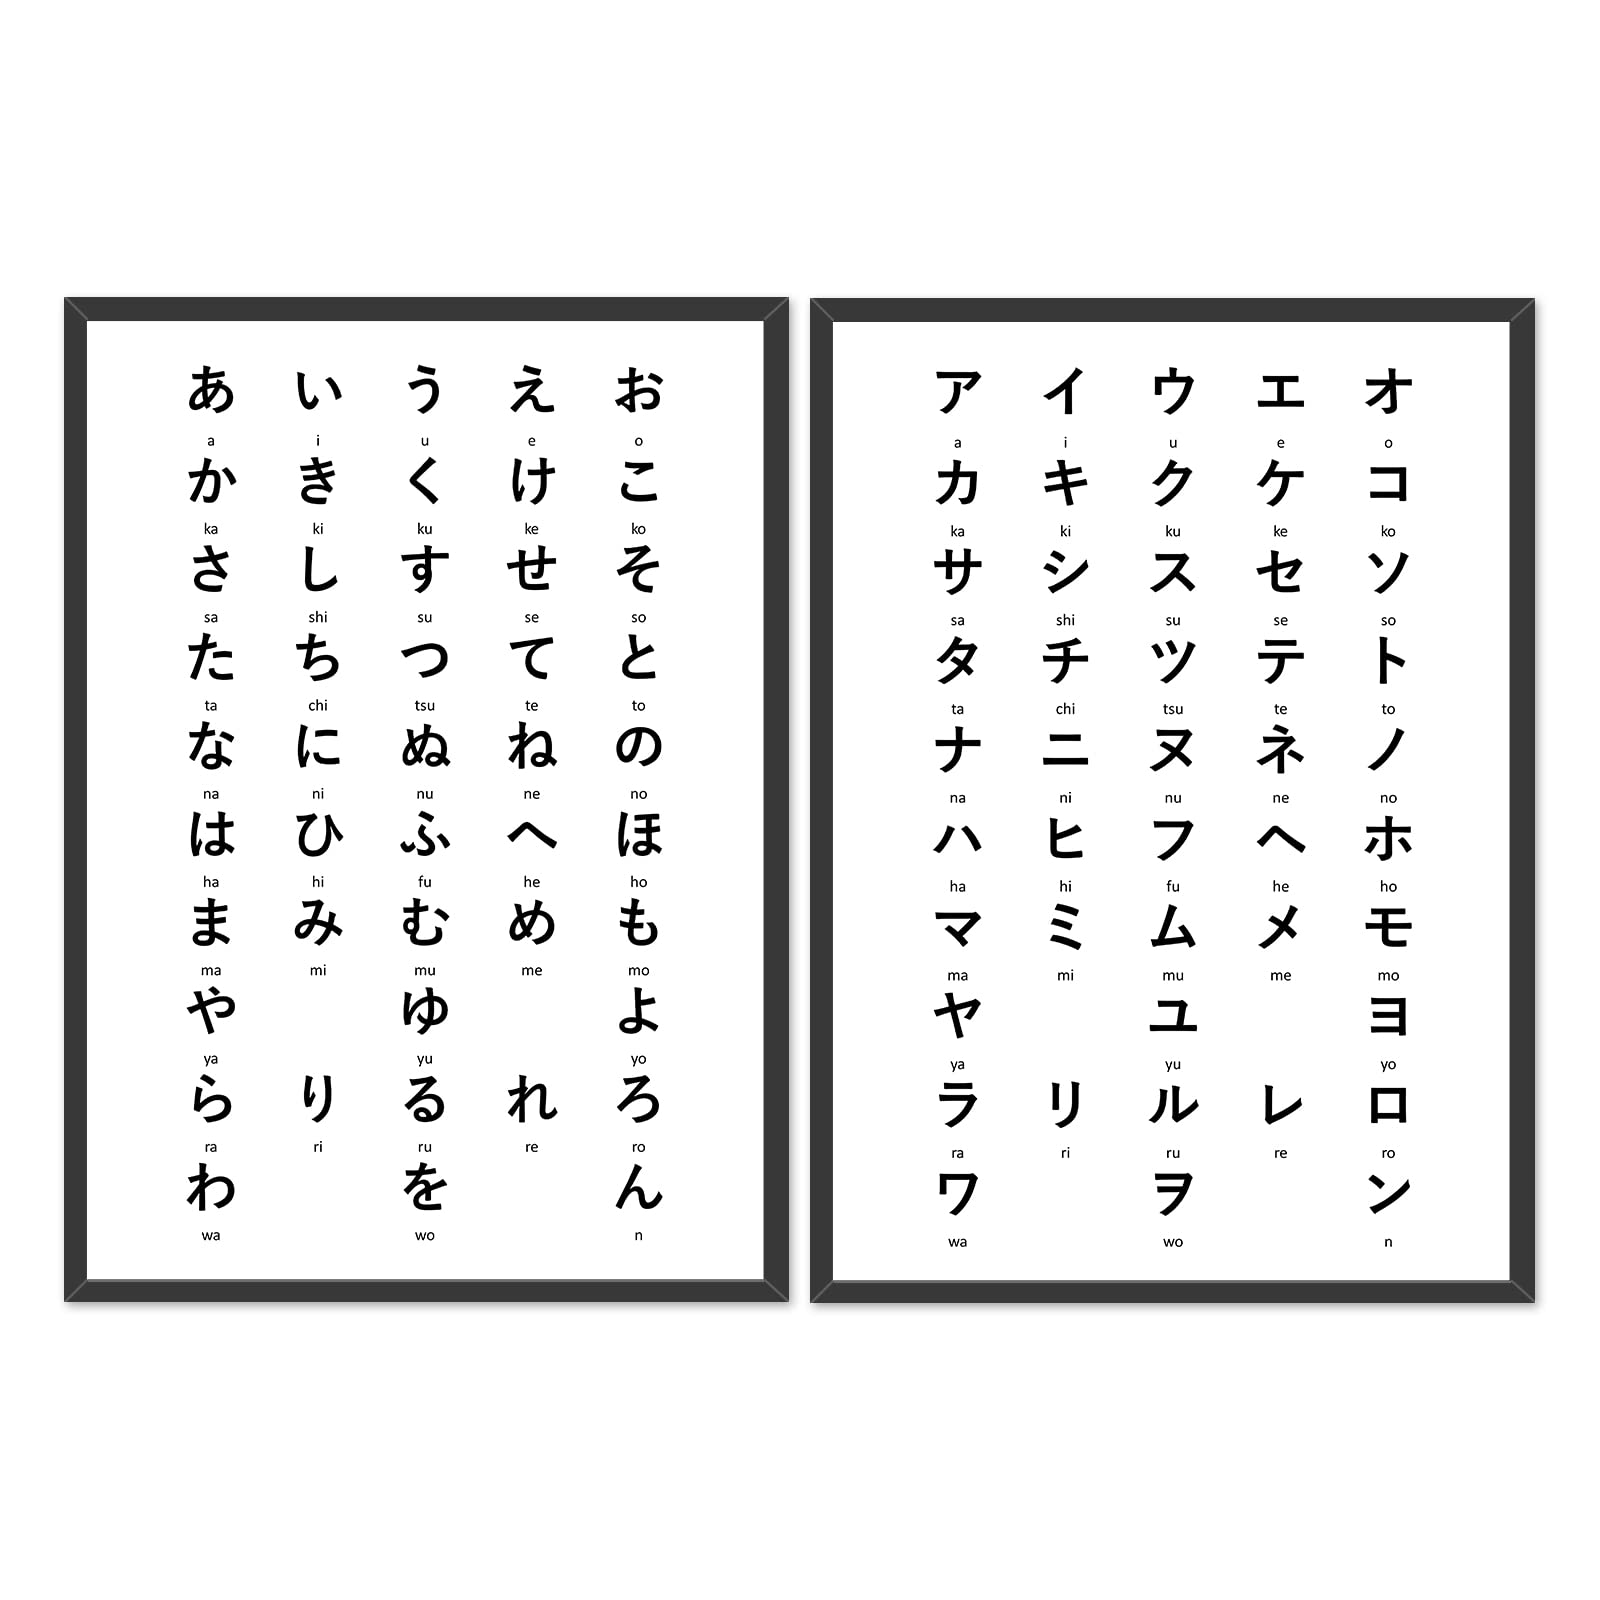 あ い う え お
a i u e o
か き く け こ
ka ki ku ke ko
さ し す せ そ
sa shi su se so
た ち つ て と
ta chi tsu te to
な に ぬ ね の
na ni nu ne no
は ひ ふ へ ほ
ha hi fu he ho
ま み む め も
ma mi mu me mo
や ゆ よ
ya yu yo
ら り る れ ろ
ra ri ru re ro
わ を ん
wa wo n
ア イ ウ エ オ
a i u e o
カ キ ク ケ コ
ka ki ku ke ko
サ シ ス セ ソ
sa shi su se so
タ チ ツ テ ト
ta chi tsu te to
ナ ニ ヌ ネ ノ
na ni nu ne no
ハ ヒ フ ヘ ホ
ha hi fu he ho
マ ミ ム メ モ
ma mi mu me mo
ヤ ユ ヨ
ya yu yo
ラ リ ル レ ロ
ra ri ru re ro
ワ ヲ ン
wa wo n